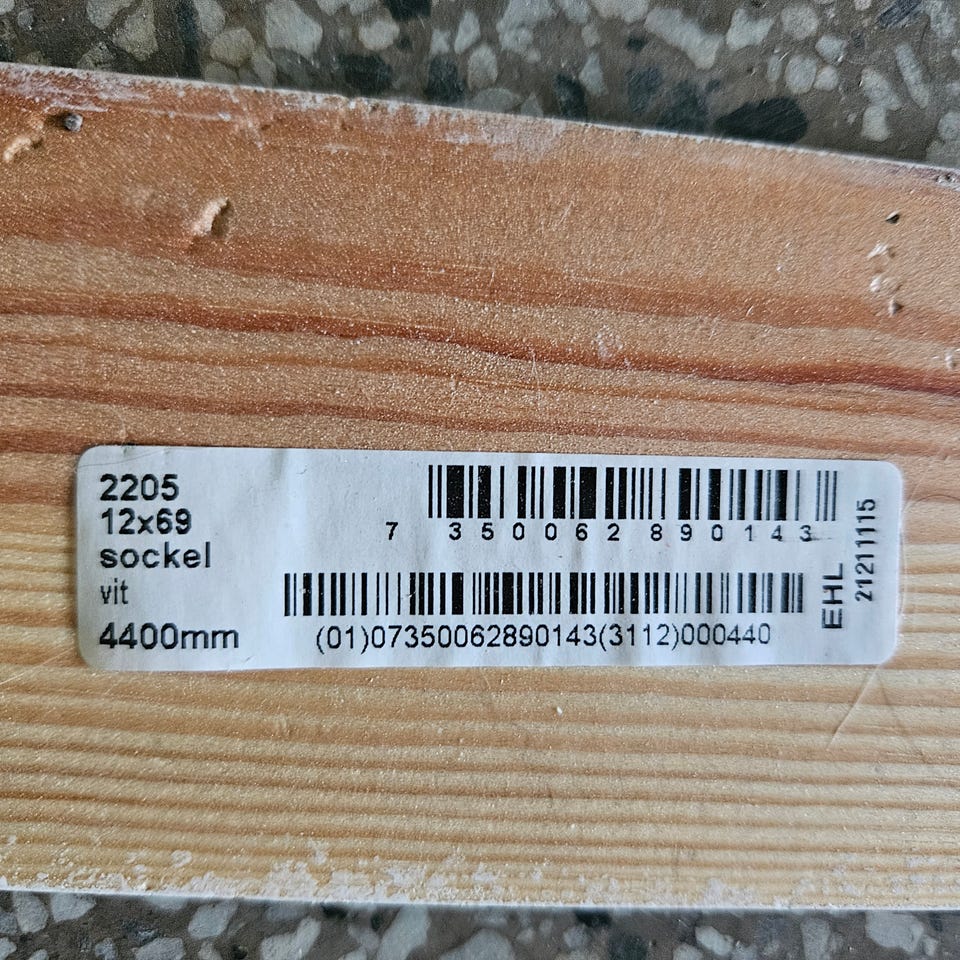 2205
12x69
sockel
vit
4400mm
7 350062 890143
(01)07350062890143(3112)000440
EHL
21211115